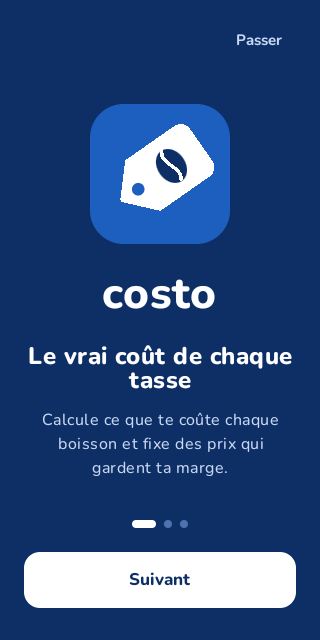 Passer
costo
Le vrai coût de chaque
tasse
Calcule ce que te coûte chaque
boisson et fixe des prix qui
gardent ta marge.
Suivant